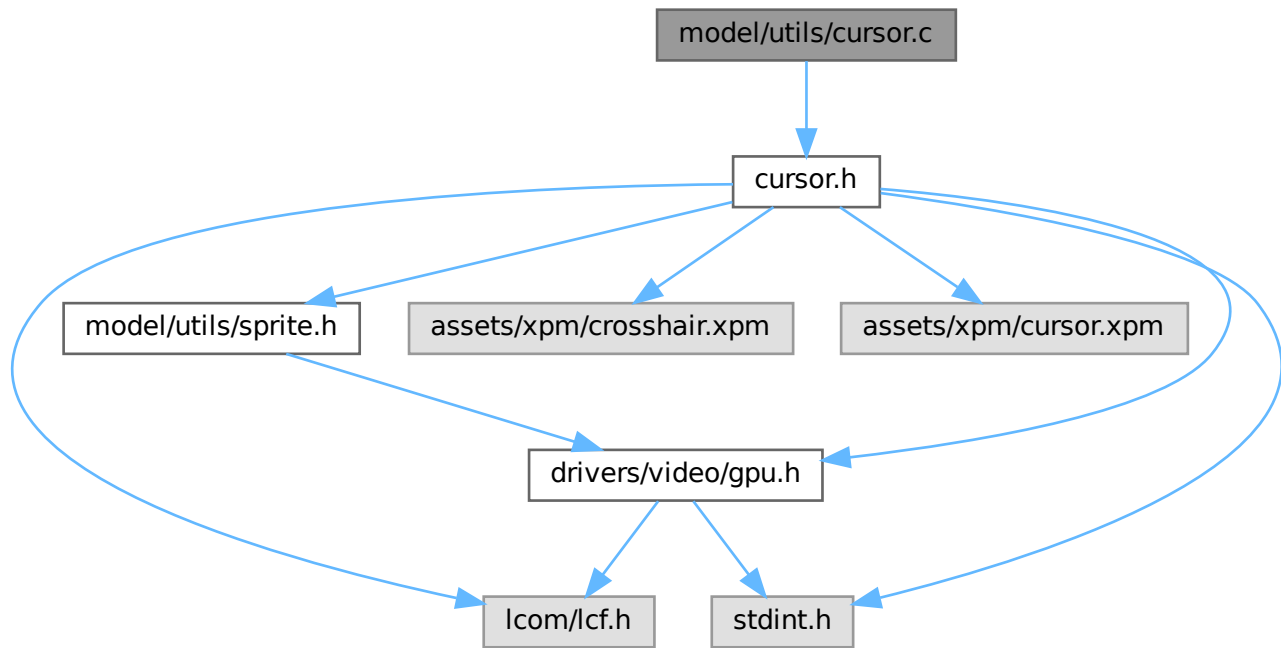 model/utils/cursor.c
cursor.h
model/utils/sprite.h
assets/xpm/crosshair.xpm
assets/xpm/cursor.xpm
drivers/video/gpu.h
lcom/lcf.h
stdint.h